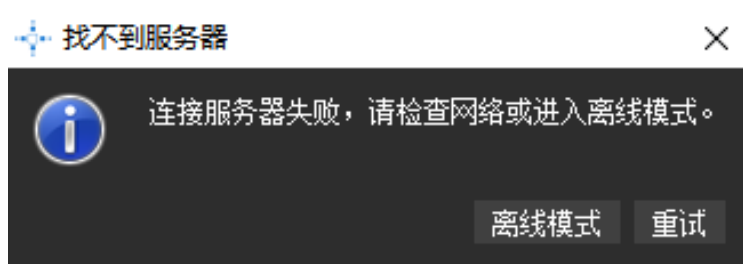 找不到服务器
连接服务器失败，请检查网络或进入离线模式。
离线模式 重试